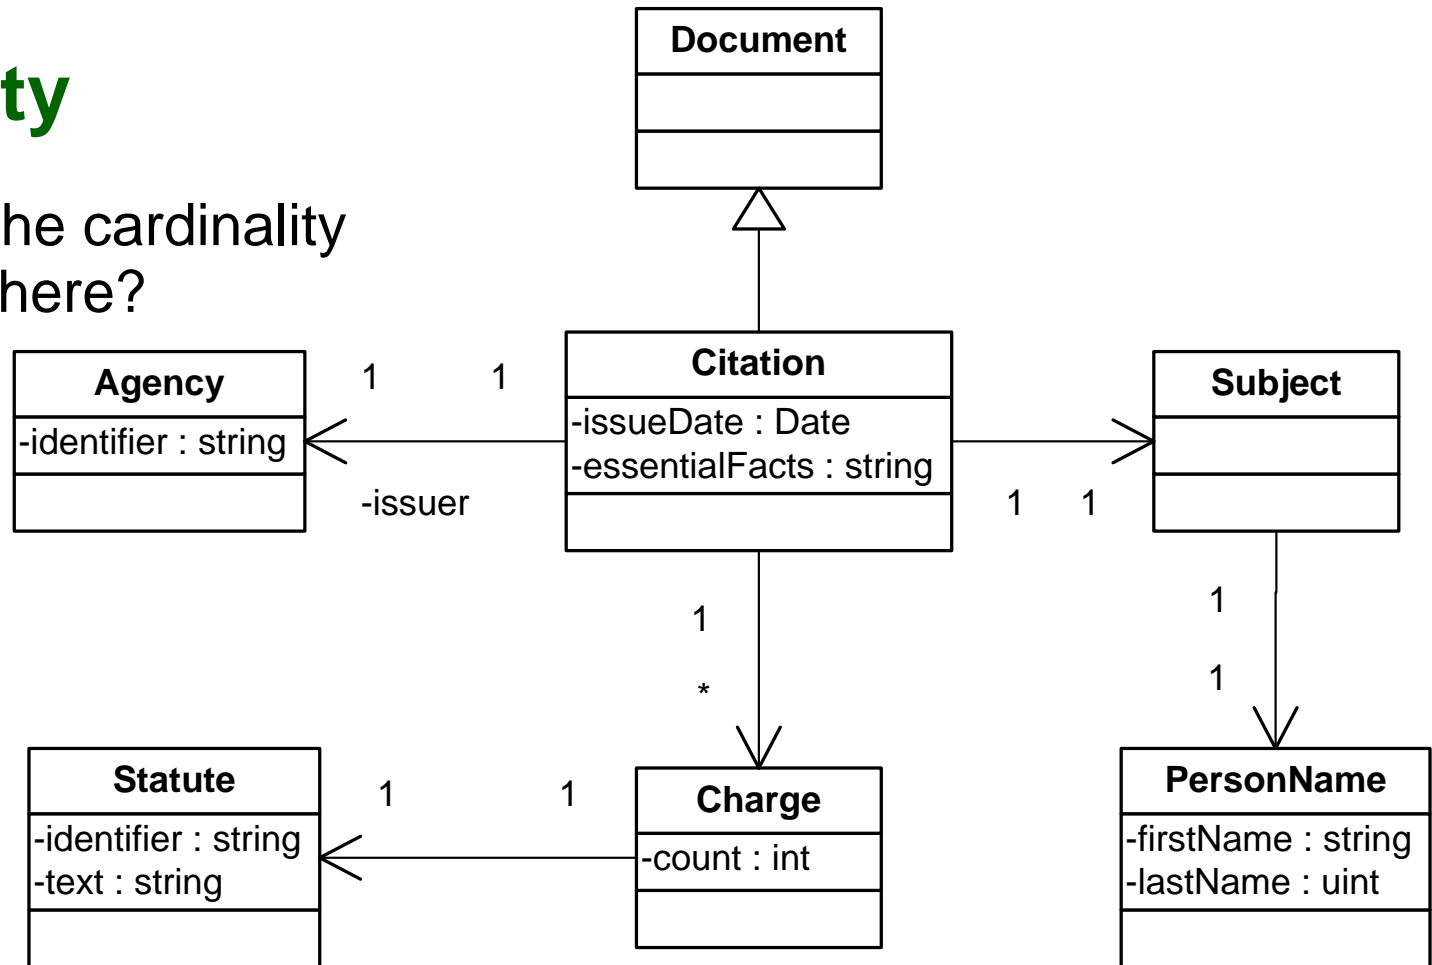 Document
ty
he cardinality
here?
Agency
-identifier : string
1 1
-issuer
Citation
-issueDate : Date
-essentialFacts : string
1 1
Subject
1
*
1
1
Statute
-identifier : string
-text : string
1 1
Charge
-count : int
PersonName
-firstName : string
-lastName : uint